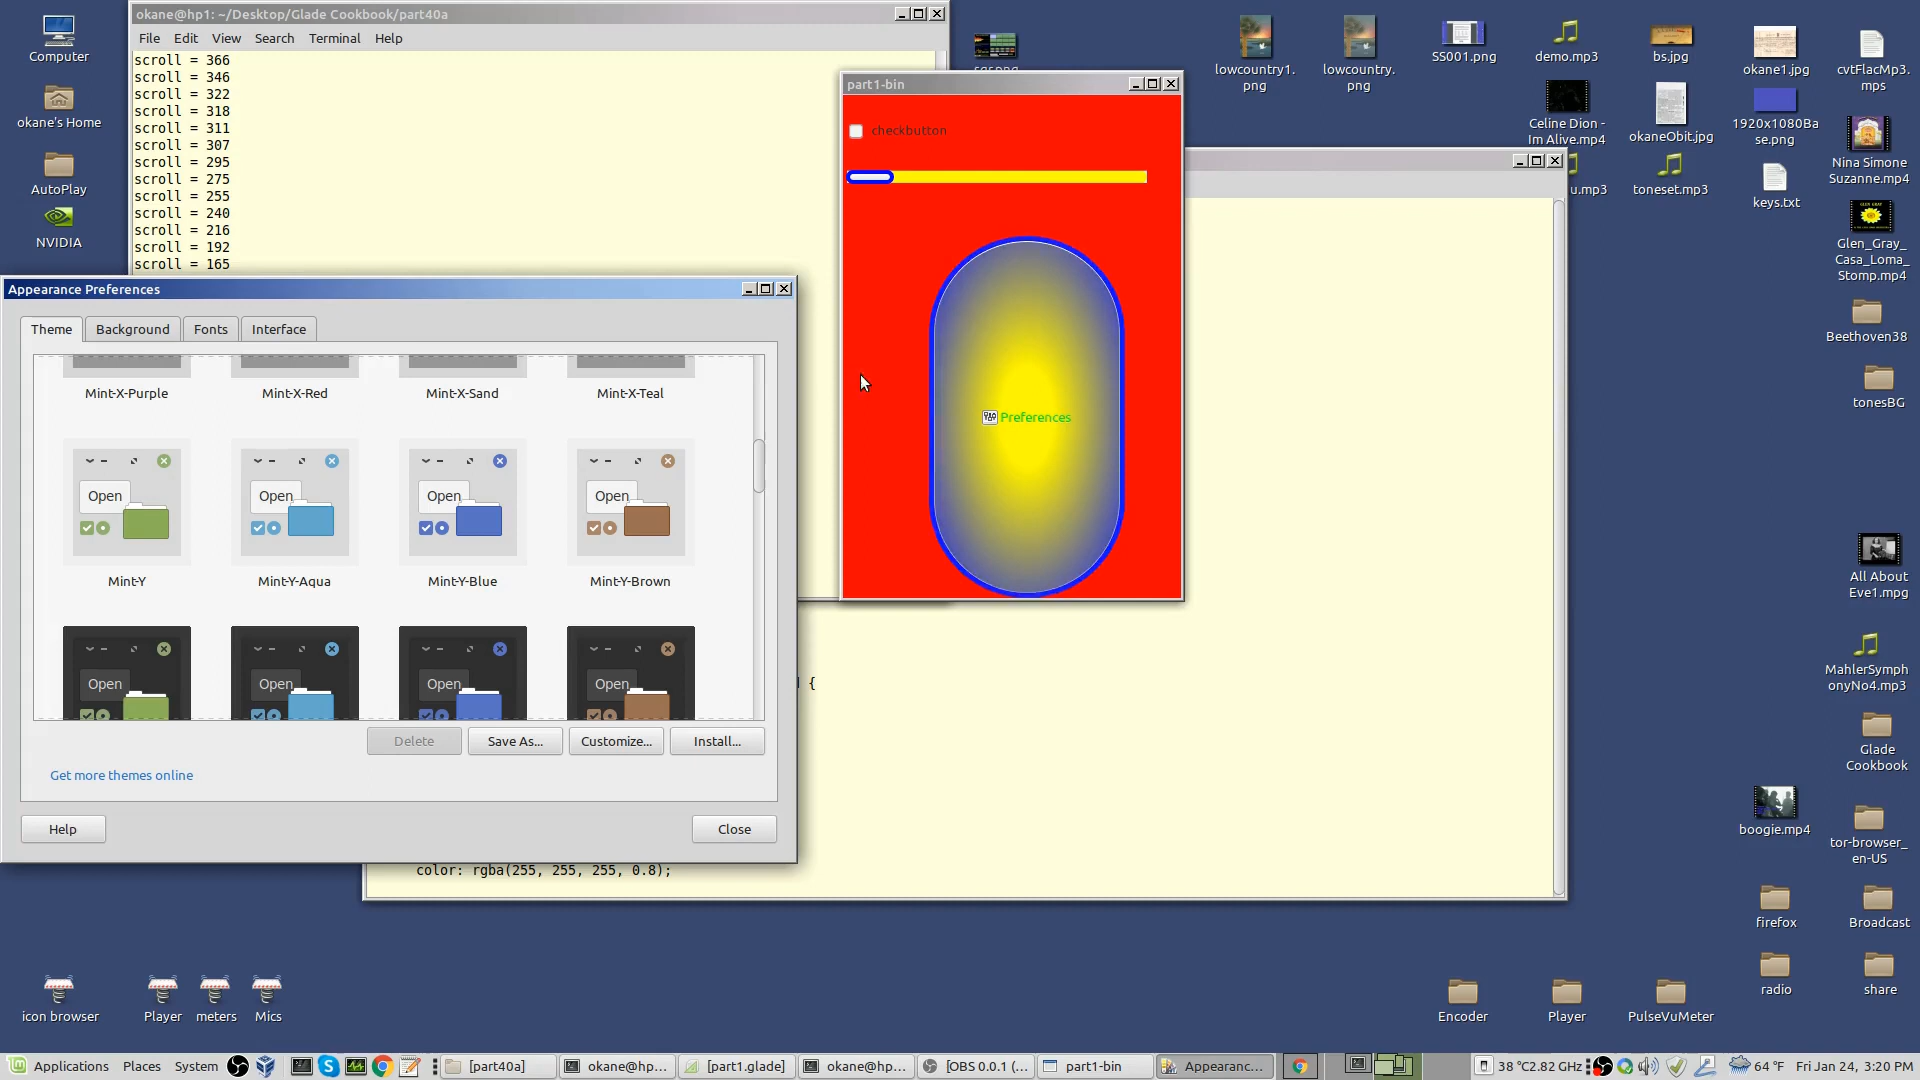 okane@hp1: ~/Desktop/Glade Cookbook/part40a
File Edit View Search Terminal Help
scroll = 366
scroll = 346
scroll = 322
scroll = 318
scroll = 311
scroll = 307
scroll = 295
scroll = 275
scroll = 255
scroll = 240
scroll = 216
scroll = 192
scroll = 165
part1-bin
checkbutton
Preferences
Appearance Preferences
Theme
Background
Fonts
Interface
Mint-X-Purple
Mint-X-Red
Mint-X-Sand
Mint-X-Teal
Open
Open
Open
Open
Mint-Y
Mint-Y-Aqua
Mint-Y-Blue
Mint-Y-Brown
Open
Open
Open
Open
Delete
Save As...
Customize...
Install...
Get more themes online
Help
Close
{
color: rgba(255, 255, 255, 0.8);
Computer
okane's Home
AutoPlay
NVIDIA
lowcountry1.
png
lowcountry.
png
SS001.png
demo.mp3
bs.jpg
okane1.jpg
cvtFlacMp3.
mps
Celine Dion -
Im Alive.mp4
okaneObit.jpg
1920x1080Ba
se.png
Nina Simone
Suzanne.mp4
u.mp3
toneset.mp3
keys.txt
Glen_Gray_
Casa_Loma_
Stomp.mp4
Beethoven38
tonesBG
All About
Eve1.mpg
MahlerSymph
onyNo4.mp3
Glade
Cookbook
boogie.mp4
tor-browser_
en-US
firefox
Broadcast
radio
share
icon browser
Player
meters
Mics
Encoder
Player
PulseVuMeter
Applications Places System
[part40a]
okane@hp...
[part1.glade]
okane@hp...
[OBS 0.0.1 (...
part1-bin
Appearanc...
38 °C
2.82 GHz
64 °F
Fri Jan 24, 3:20 PM